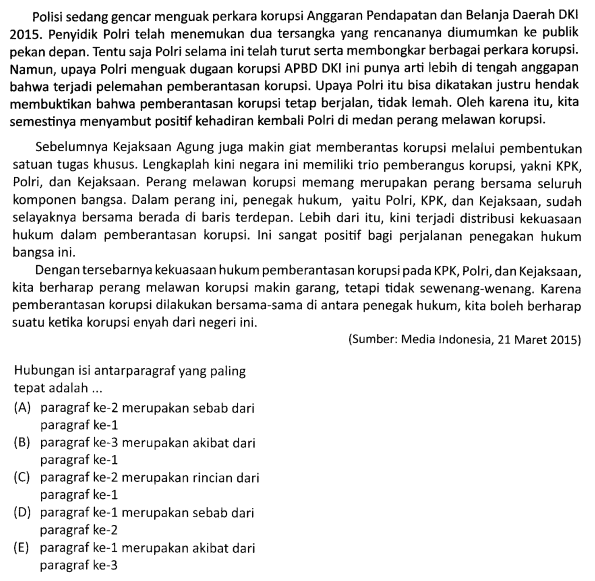 Polisi sedang gencar menguak perkara korupsi Anggaran Pendapatan dan Belanja Daerah DKI
2015. Penyidik Polri telah menemukan dua tersangka yang rencananya diumumkan ke publik
pekan depan. Tentu saja Polri selama ini telah turut serta membongkar berbagai perkara korupsi.
Namun, upaya Polri menguak dugaan korupsi APBD DKI ini punya arti lebih di tengah anggapan
bahwa terjadi pelemahan pemberantasan korupsi. Upaya Polri itu bisa dikatakan justru hendak
membuktikan bahwa pemberantasan korupsi tetap berjalan, tidak lemah. Oleh karena itu, kita
semestinya menyambut positif kehadiran kembali Polri di medan perang melawan korupsi.
Sebelumnya Kejaksaan Agung juga makin giat memberantas korupsi melalui pembentukan
satuan tugas khusus. Lengkaplah kini negara ini memiliki trio pemberangus korupsi, yakni KPK,
Polri, dan Kejaksaan. Perang melawan korupsi memang merupakan perang bersama seluruh
komponen bangsa. Dalam perang ini, penegak hukum, yaitu Polri, KPK, dan Kejaksaan, sudah
selayaknya bersama berada di baris terdepan. Lebih dari itu, kini terjadi distribusi kekuasaan
hukum dalam pemberantasan korupsi. Ini sangat positif bagi perjalanan penegakan hukum
bangsa ini.
Dengan tersebarnya kekuasaan hukum pemberantasan korupsi pada KPK, Polri, dan Kejaksaan,
kita berharap perang melawan korupsi makin garang, tetapi tidak sewenang-wenang. Karena
pemberantasan korupsi dilakukan bersama-sama di antara penegak hukum, kita boleh berharap
suatu ketika korupsi enyah dari negeri ini.
(Sumber: Media Indonesia, 21 Maret 2015)
Hubungan isi antarparagraf yang paling
tepat adalah ...
(A) paragraf ke-2 merupakan sebab dari
paragraf ke-1
(B) paragraf ke-3 merupakan akibat dari
paragraf ke-1
(C) paragraf ke-2 merupakan rincian dari
paragraf ke-1
(D) paragraf ke-1 merupakan sebab dari
paragraf ke-2
(E) paragraf ke-1 merupakan akibat dari
paragraf ke-3